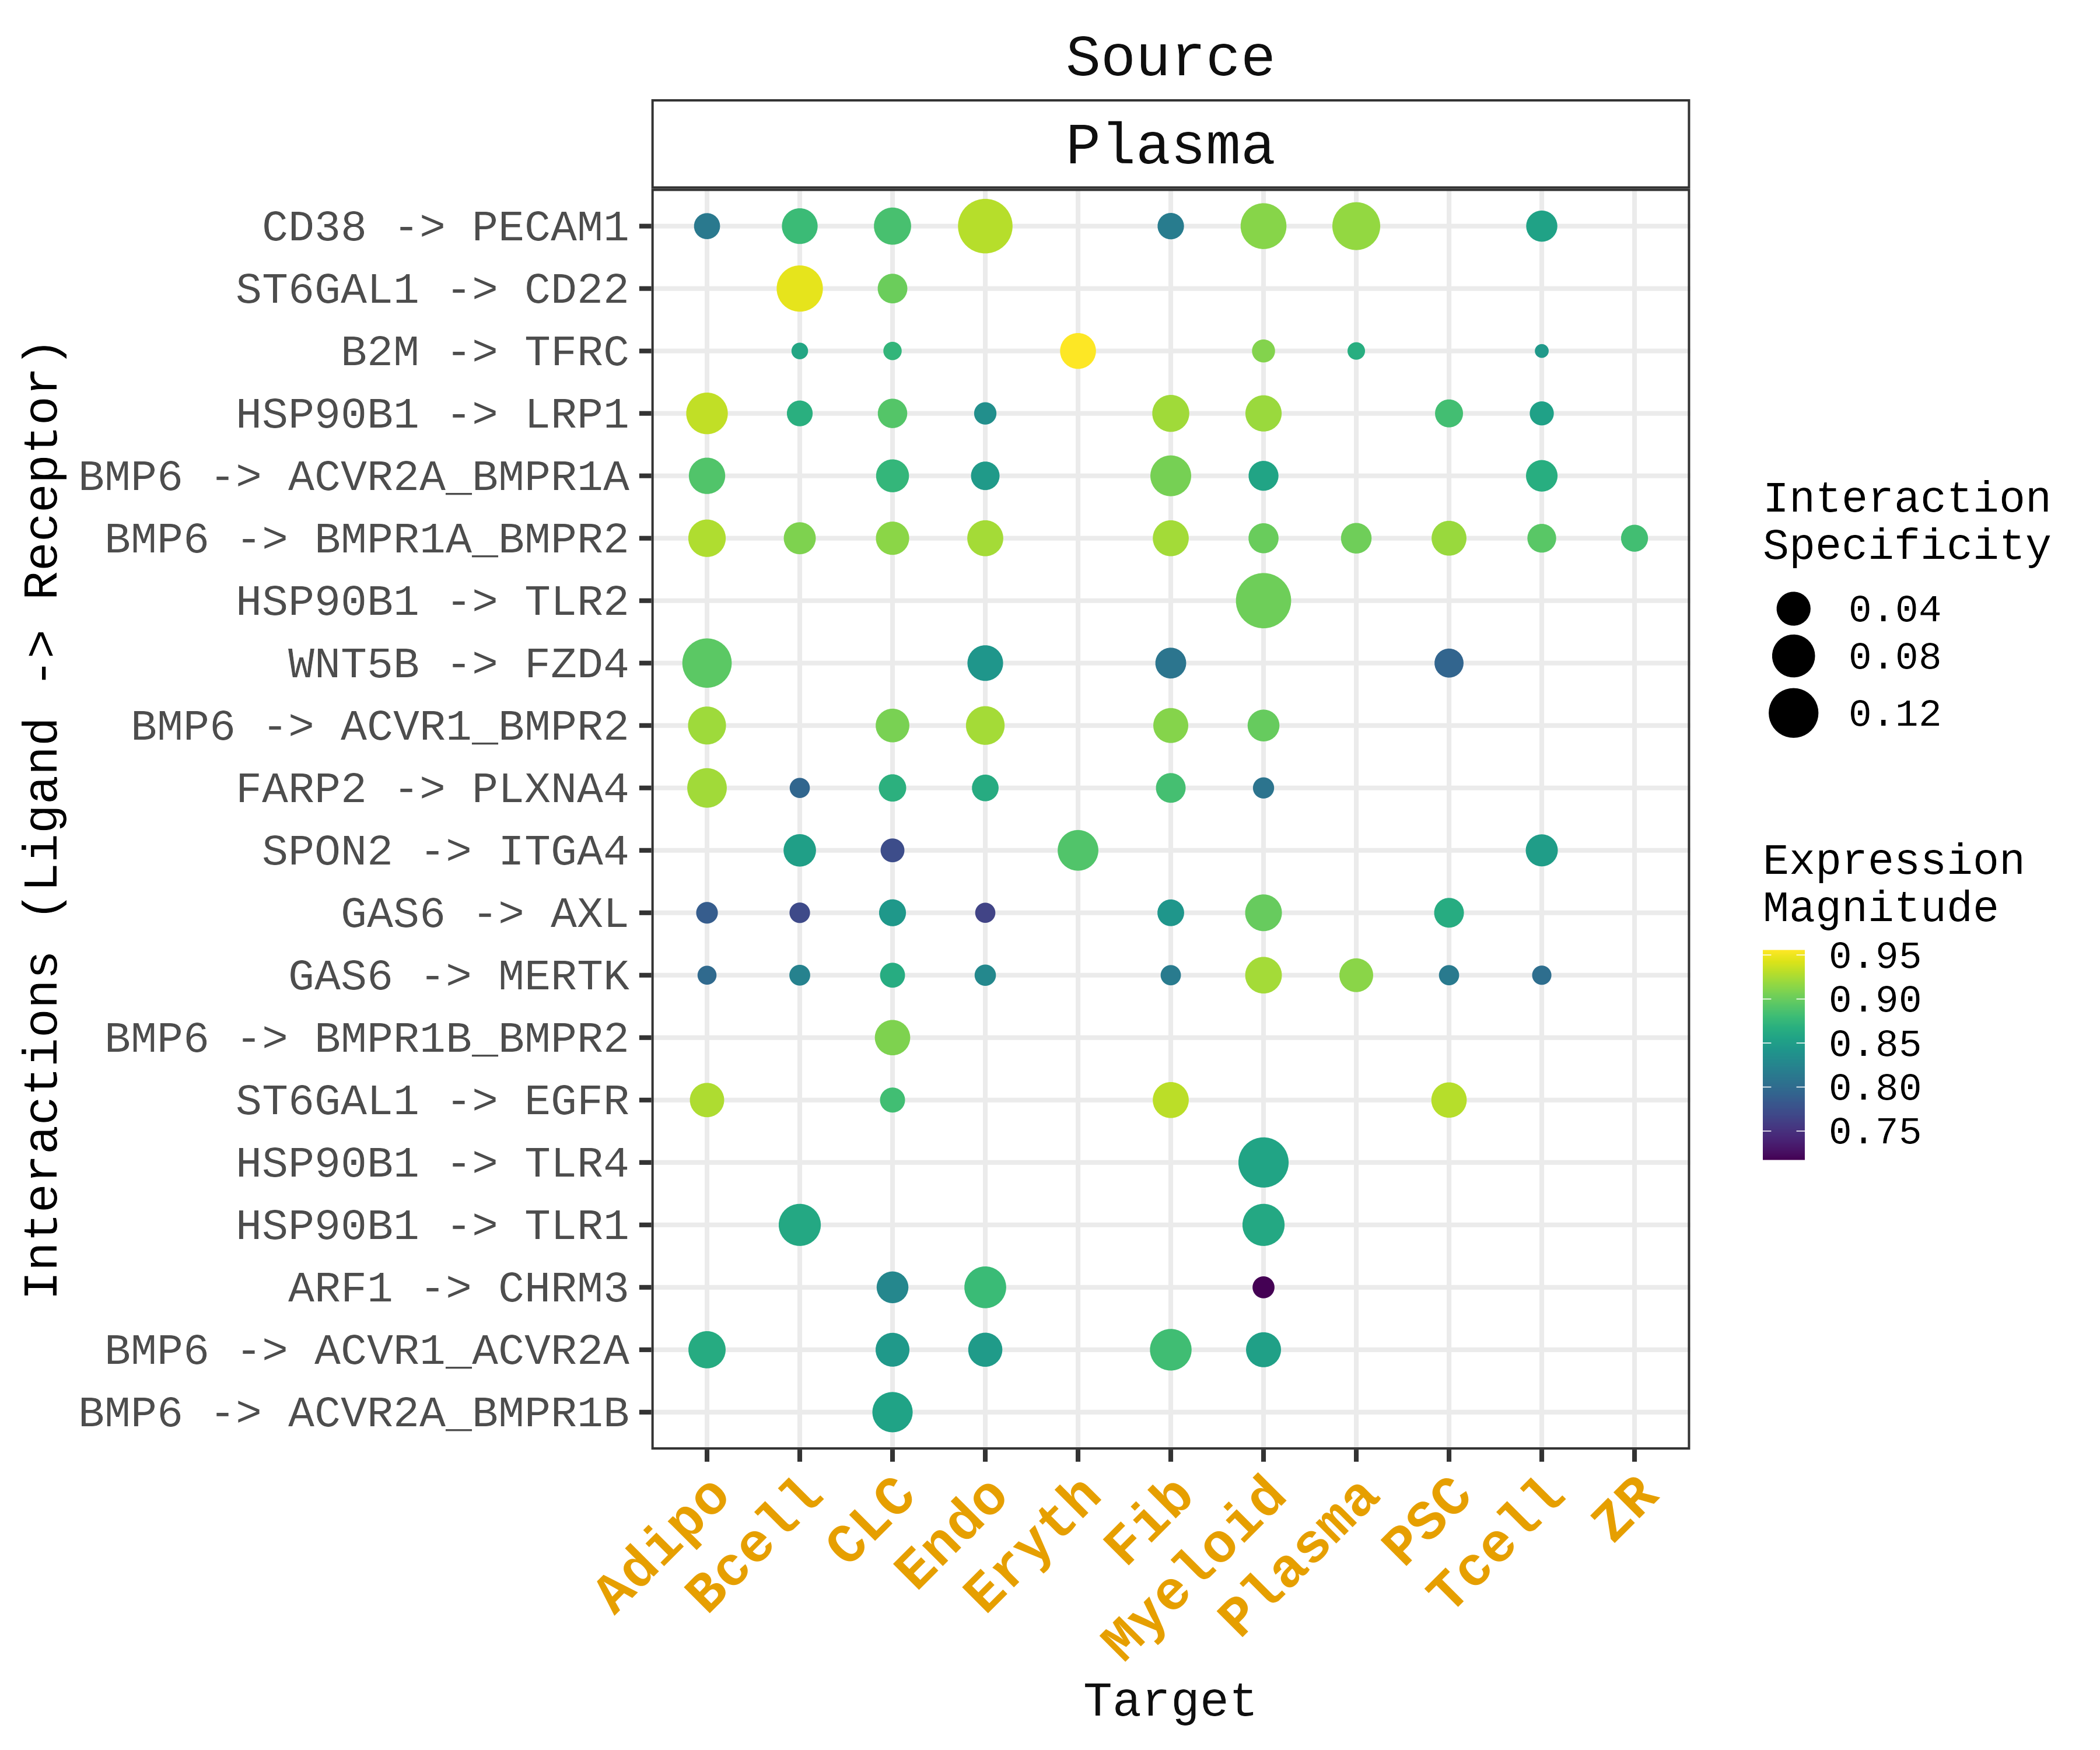 Source
Plasma
Interactions (Ligand -> Receptor)
CD38 -> PECAM1
ST6GAL1 -> CD22
B2M -> TFRC
HSP90B1 -> LRP1
BMP6 -> ACVR2A_BMPR1A
BMP6 -> BMPR1A_BMPR2
HSP90B1 -> TLR2
WNT5B -> FZD4
BMP6 -> ACVR1_BMPR2
FARP2 -> PLXNA4
SPON2 -> ITGA4
GAS6 -> AXL
GAS6 -> MERTK
BMP6 -> BMPR1B_BMPR2
ST6GAL1 -> EGFR
HSP90B1 -> TLR4
HSP90B1 -> TLR1
ARF1 -> CHRM3
BMP6 -> ACVR1_ACVR2A
BMP6 -> ACVR2A_BMPR1B
Adipo
Bcell
CLC
Endo
Eryth
Fib
Myeloid
Plasma
PSC
Tcell
ZR
Target
Interaction
Specificity
0.04
0.08
0.12
Expression
Magnitude
0.95
0.90
0.85
0.80
0.75